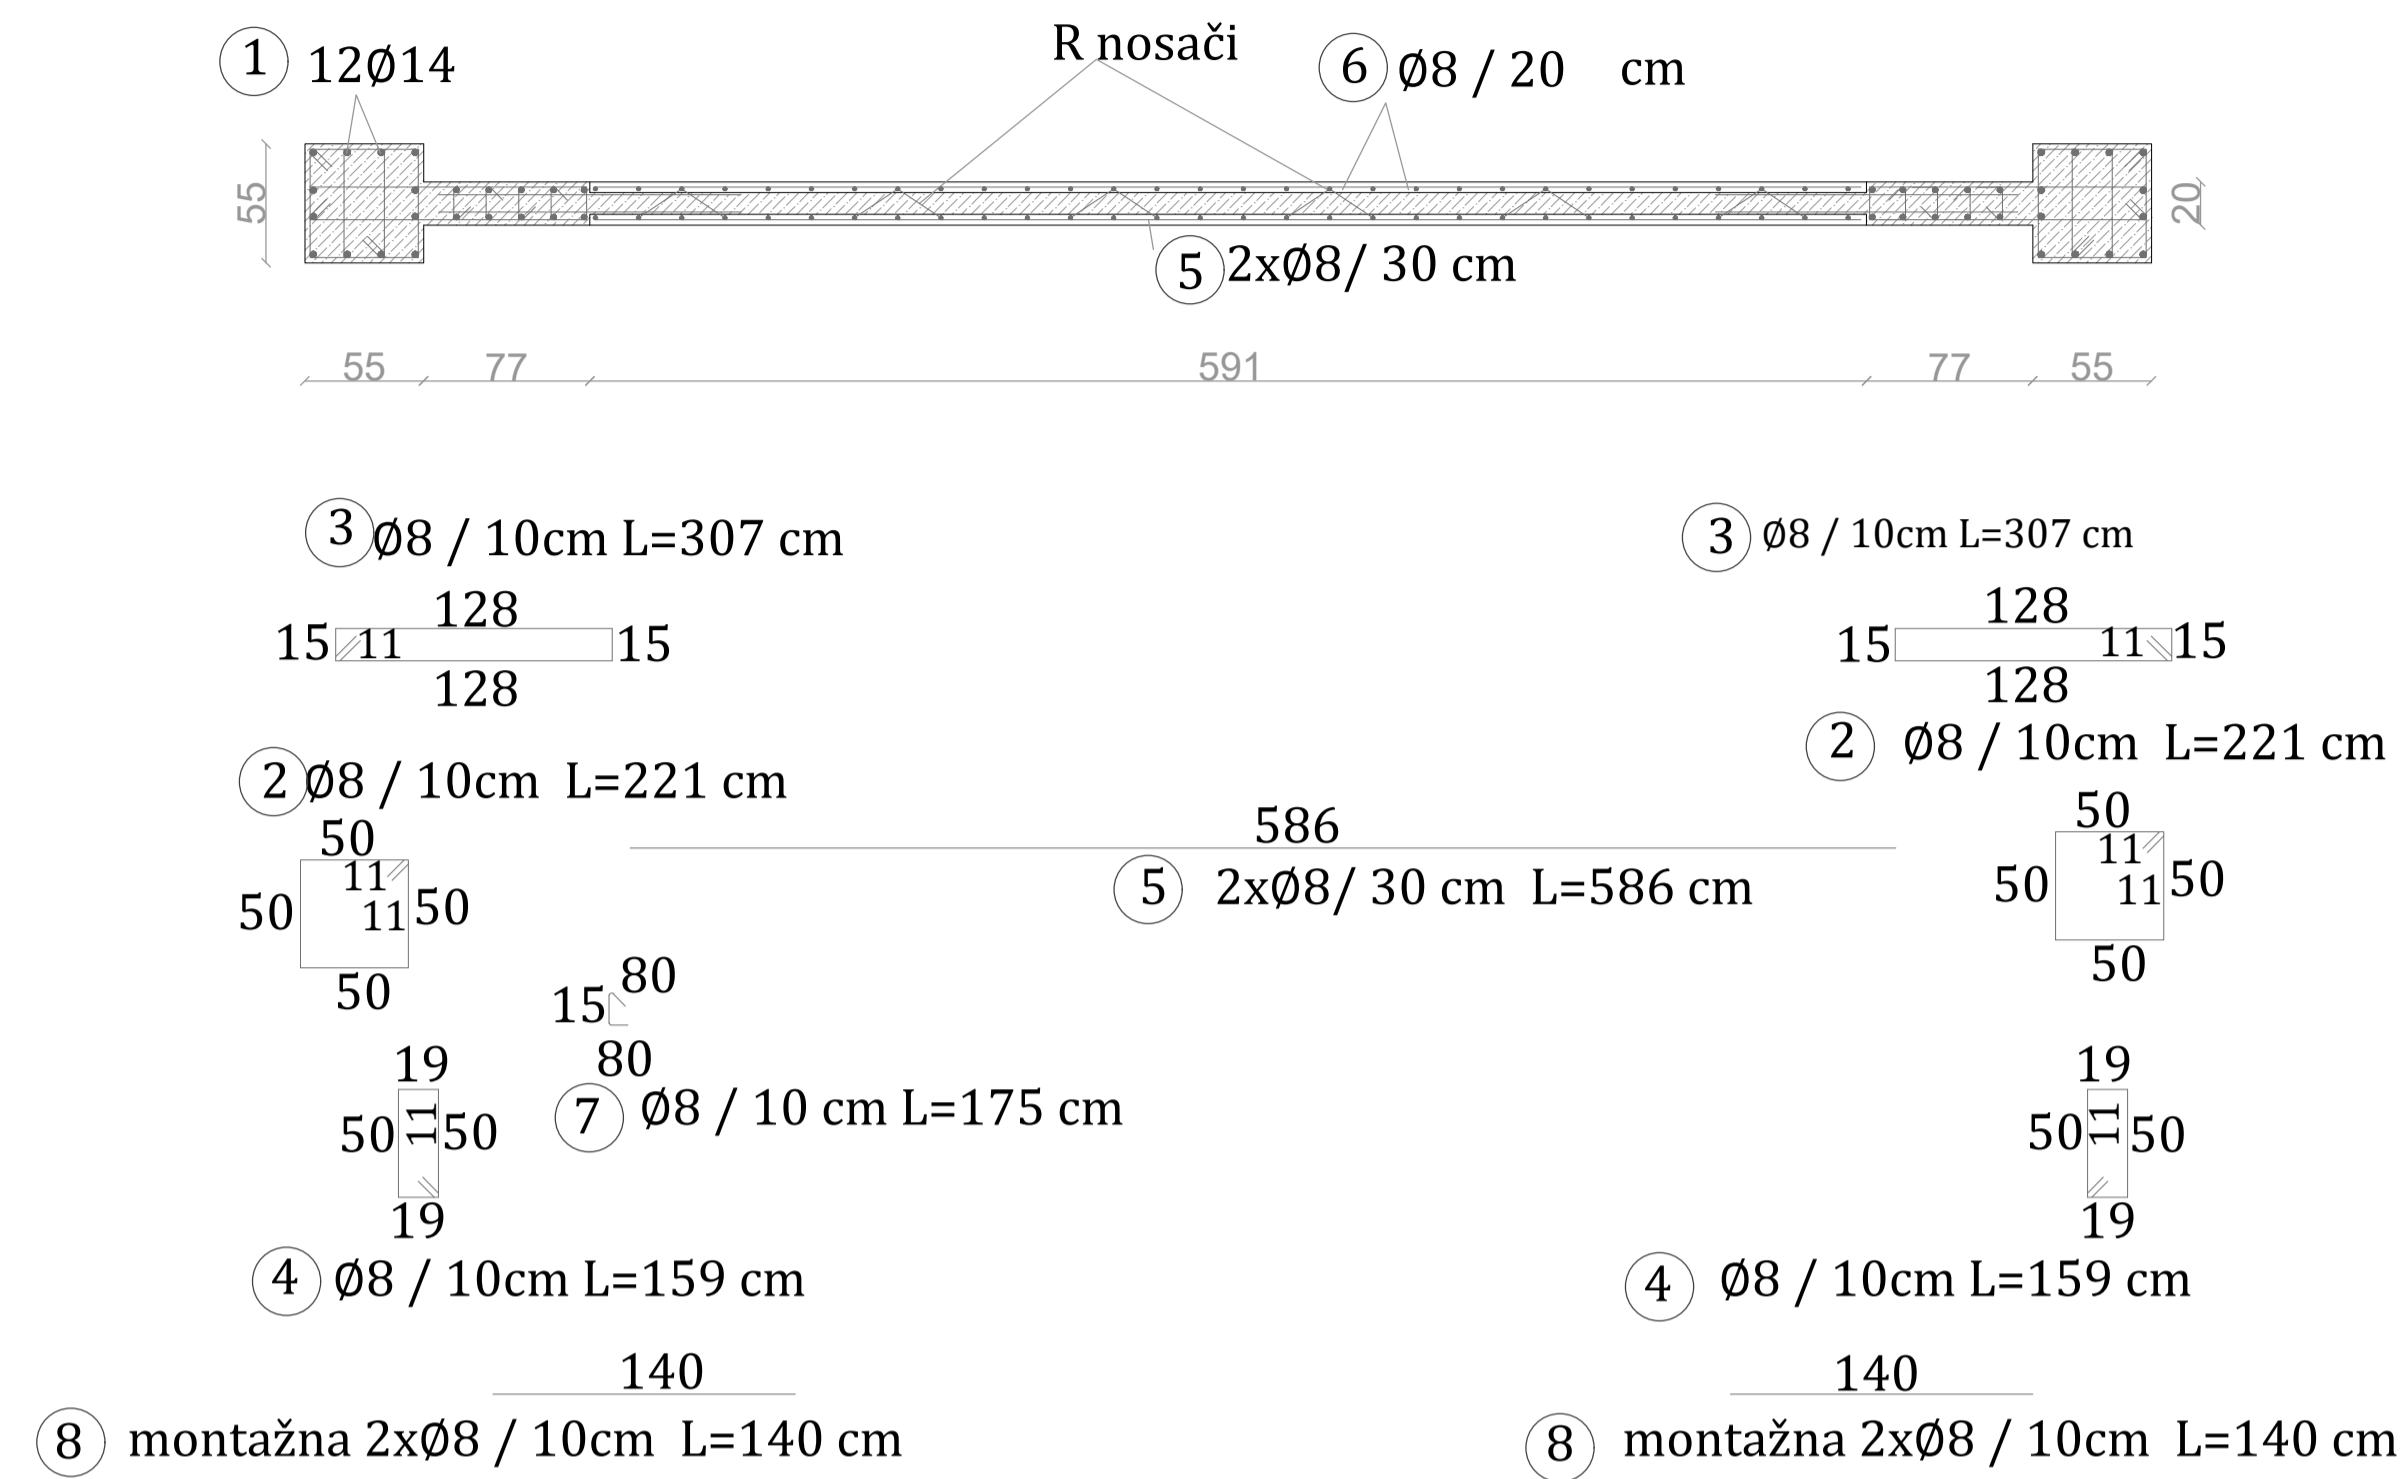 1 12Ø14
R nosači
6 Ø8 / 20 cm
55
20
5 2xØ8/ 30 cm
55 77 591 77 55
3 Ø8 / 10cm L=307 cm
128
15 11 15
128
3 Ø8 / 10cm L=307 cm
128
15 11 15
128
2 Ø8 / 10cm L=221 cm
50
11
50 11 50
50
2 Ø8 / 10cm L=221 cm
50
11
50 11 50
50
586
5 2xØ8/ 30 cm L=586 cm
80
15
80
7 Ø8 / 10 cm L=175 cm
19
50 11 50
19
4 Ø8 / 10cm L=159 cm
19
50 11 50
19
4 Ø8 / 10cm L=159 cm
140
8 montažna 2xØ8 / 10cm L=140 cm
140
8 montažna 2xØ8 / 10cm L=140 cm